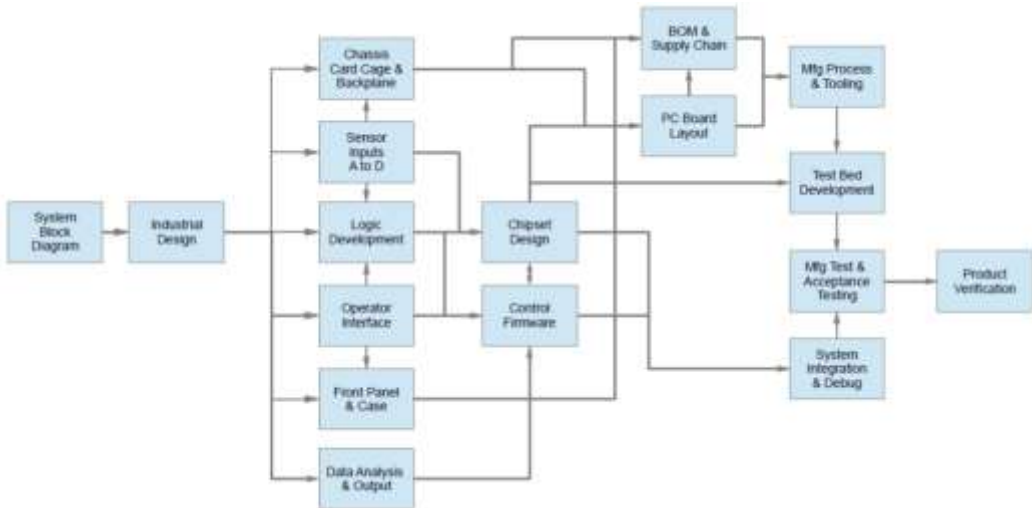 System
Block
Diagram
Industrial
Design
Chassis
Card Cage &
Backplane
Sensor
Inputs
A to D
Logic
Development
Operator
Interface
Front Panel
& Case
Data Analysis
& Output
Chipset
Design
Control
Firmware
BOM &
Supply Chain
PC Board
Layout
Mfg Process
& Tooling
Test Bed
Development
Mfg Test &
Acceptance
Testing
System
Integration
& Debug
Product
Verification